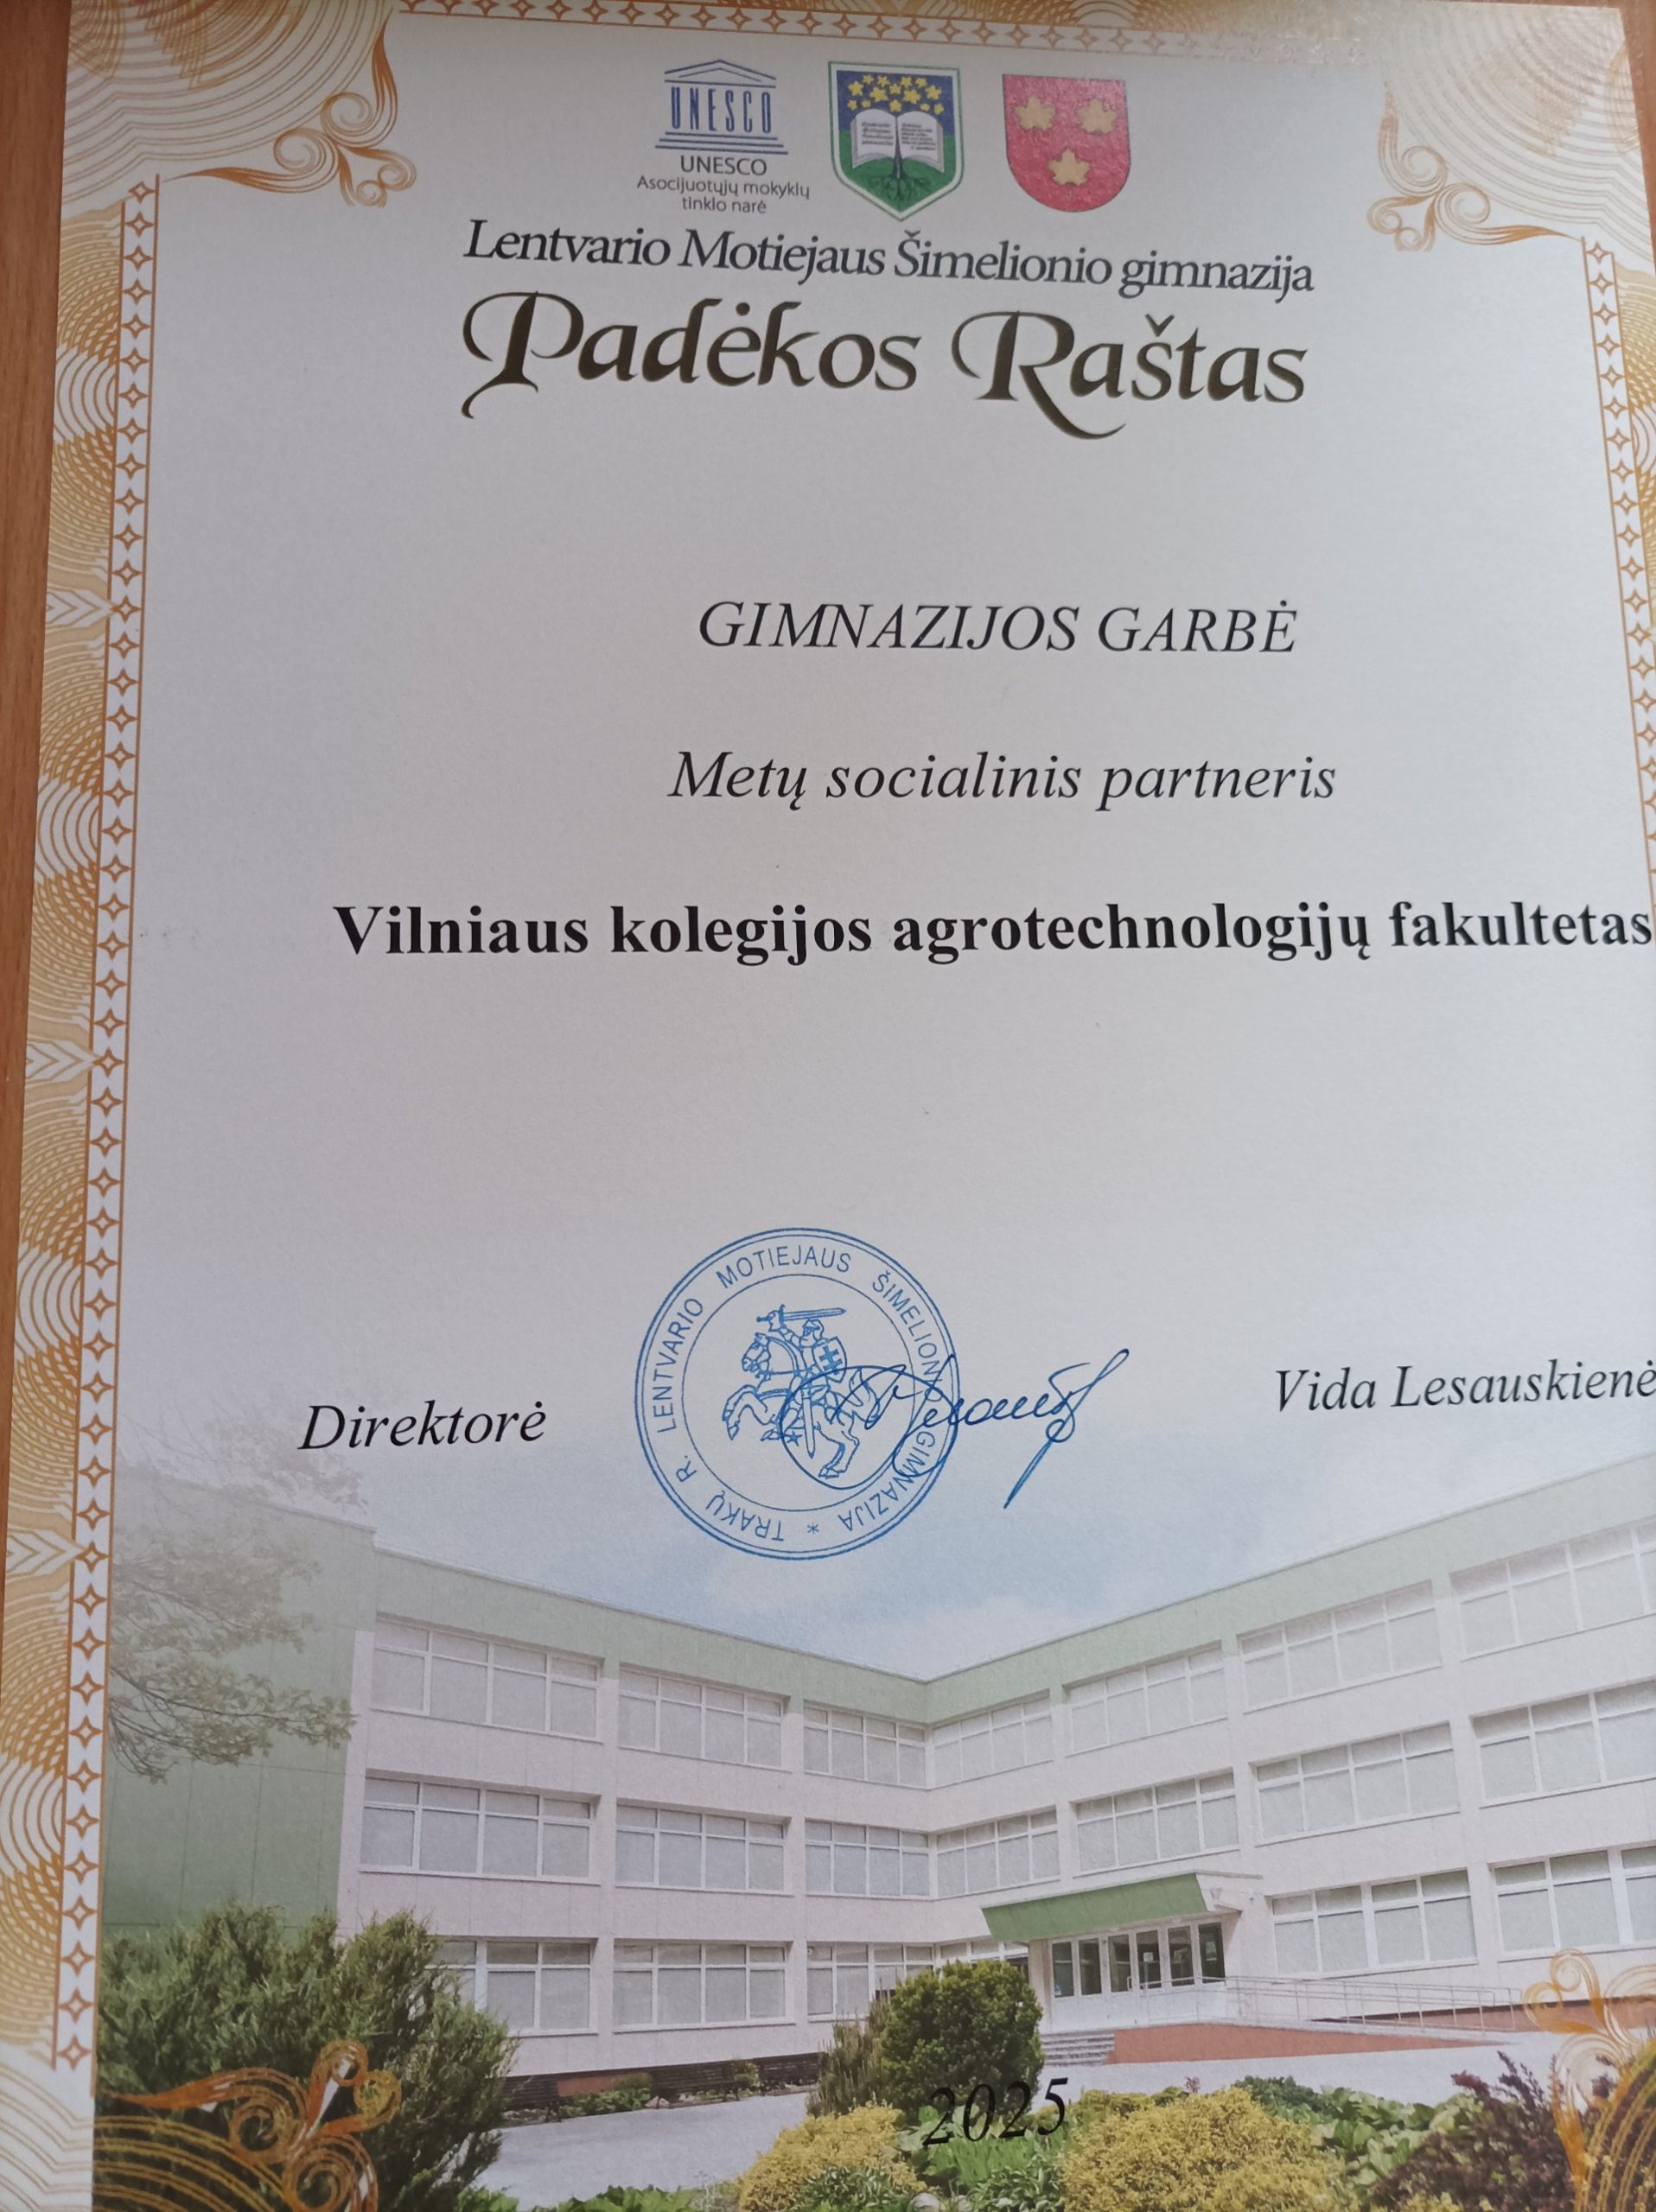 UNESCO
UNESCO
Asocijuotųjų mokyklų
tinklo narė
Lentvario Motiejaus Šimelionio gimnazija
Padėkos Raštas
GIMNAZIJOS GARBĖ
Metų socialinis partneris
Vilniaus kolegijos agrotechnologijų fakultetas
TRAKŲ R. LENTVARIO MOTIEJAUS ŠIMELIONIO GIMNAZIJA *
Direktorė
Vida Lesauskienė
2025